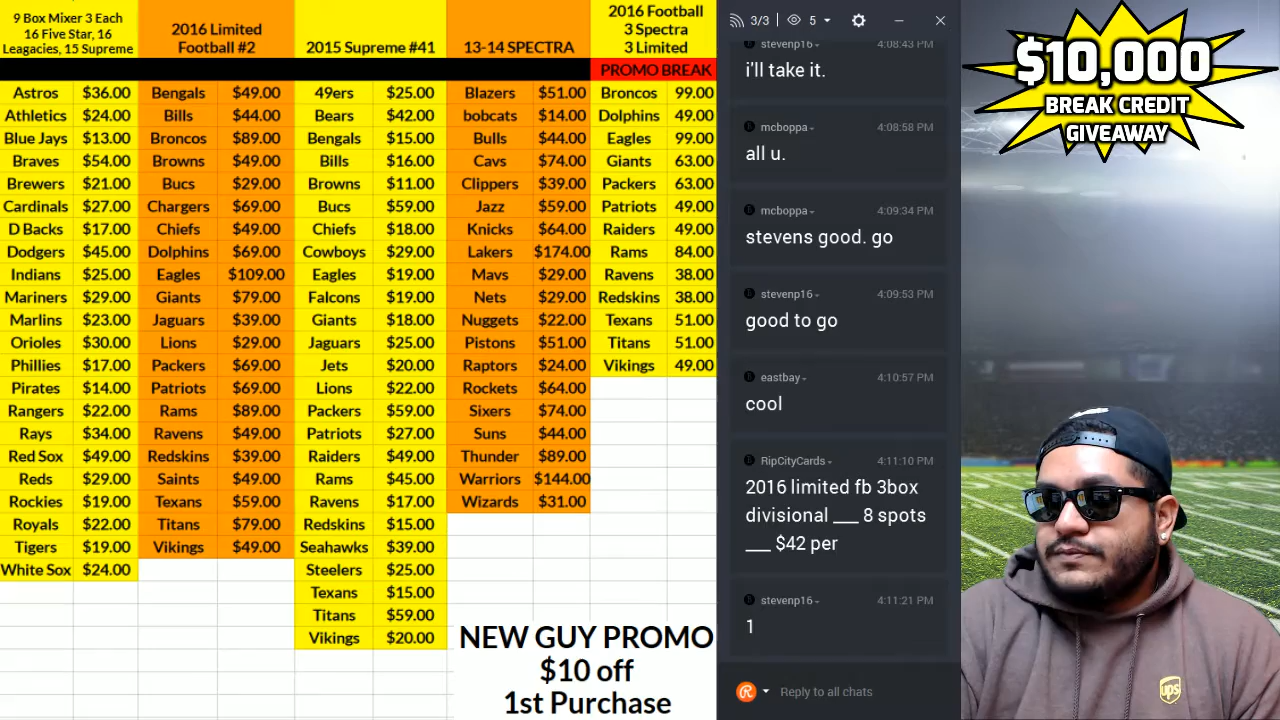 9 Box Mixer 3 Each
16 Five Star, 16
Leagacies, 15 Supreme
Astros $36.00
Athletics $24.00
Blue Jays $13.00
Braves $54.00
Brewers $21.00
Cardinals $27.00
D Backs $17.00
Dodgers $45.00
Indians $25.00
Mariners $29.00
Marlins $23.00
Orioles $30.00
Phillies $17.00
Pirates $14.00
Rangers $22.00
Rays $34.00
Red Sox $49.00
Reds $29.00
Rockies $19.00
Royals $22.00
Tigers $19.00
White Sox $24.00
2016 Limited
Football #2
Bengals $49.00
Bills $44.00
Broncos $89.00
Browns $49.00
Bucs $29.00
Chargers $69.00
Chiefs $49.00
Dolphins $69.00
Eagles $109.00
Giants $79.00
Jaguars $39.00
Lions $29.00
Packers $69.00
Patriots $69.00
Rams $89.00
Ravens $49.00
Redskins $39.00
Saints $49.00
Texans $59.00
Titans $79.00
Vikings $49.00
2015 Supreme #41
49ers $25.00
Bears $42.00
Bengals $15.00
Bills $16.00
Browns $11.00
Bucs $59.00
Chiefs $18.00
Cowboys $29.00
Eagles $19.00
Falcons $19.00
Giants $18.00
Jaguars $25.00
Jets $20.00
Lions $22.00
Packers $59.00
Patriots $27.00
Raiders $49.00
Rams $45.00
Ravens $17.00
Redskins $15.00
Seahawks $39.00
Steelers $25.00
Texans $15.00
Titans $59.00
Vikings $20.00
13-14 SPECTRA
Blazers $51.00
bobcats $14.00
Bulls $44.00
Cavs $74.00
Clippers $39.00
Jazz $59.00
Knicks $64.00
Lakers $174.00
Mavs $29.00
Nets $29.00
Nuggets $22.00
Pistons $51.00
Raptors $24.00
Rockets $64.00
Sixers $74.00
Suns $44.00
Thunder $89.00
Warriors $144.00
Wizards $31.00
2016 Football
3 Spectra
3 Limited
PROMO BREAK
Broncos 99.00
Dolphins 49.00
Eagles 99.00
Giants 63.00
Packers 63.00
Patriots 49.00
Raiders 49.00
Rams 84.00
Ravens 38.00
Redskins 38.00
Texans 51.00
Titans 51.00
Vikings 49.00
NEW GUY PROMO
$10 off
1st Purchase
3/3 5
stevenp16 4:08:43 PM
i'll take it.
mcboppa 4:08:58 PM
all u.
mcboppa 4:09:34 PM
stevens good. go
stevenp16 4:09:53 PM
good to go
eastbay 4:10:57 PM
cool
RipCityCards 4:11:10 PM
2016 limited fb 3box
divisional ___ 8 spots
___ $42 per
stevenp16 4:11:21 PM
1
Reply to all chats
$10,000
BREAK CREDIT
GIVEAWAY
ups